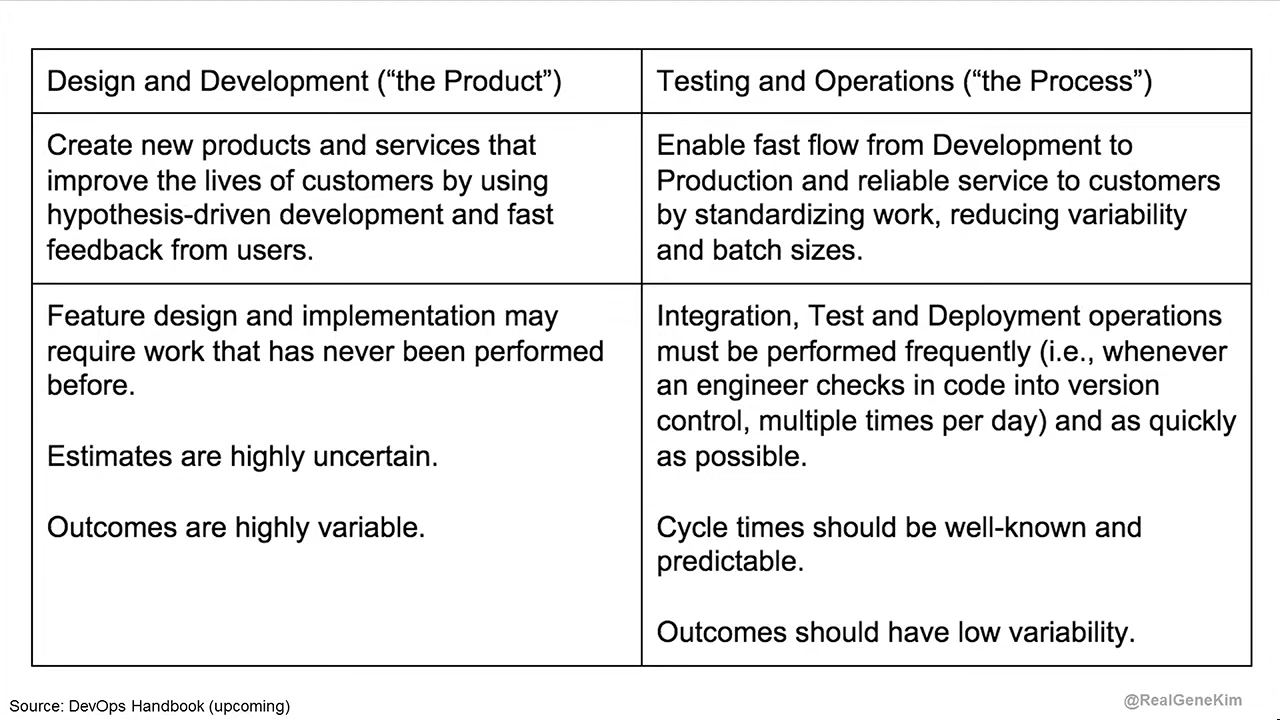 Design and Development (“the Product”)
Testing and Operations (“the Process”)
Create new products and services that
improve the lives of customers by using
hypothesis-driven development and fast
feedback from users.
Enable fast flow from Development to
Production and reliable service to customers
by standardizing work, reducing variability
and batch sizes.
Feature design and implementation may
require work that has never been performed
before.
Estimates are highly uncertain.
Outcomes are highly variable.
Integration, Test and Deployment operations
must be performed frequently (i.e., whenever
an engineer checks in code into version
control, multiple times per day) and as quickly
as possible.
Cycle times should be well-known and
predictable.
Outcomes should have low variability.
Source: DevOps Handbook (upcoming)
@RealGeneKim